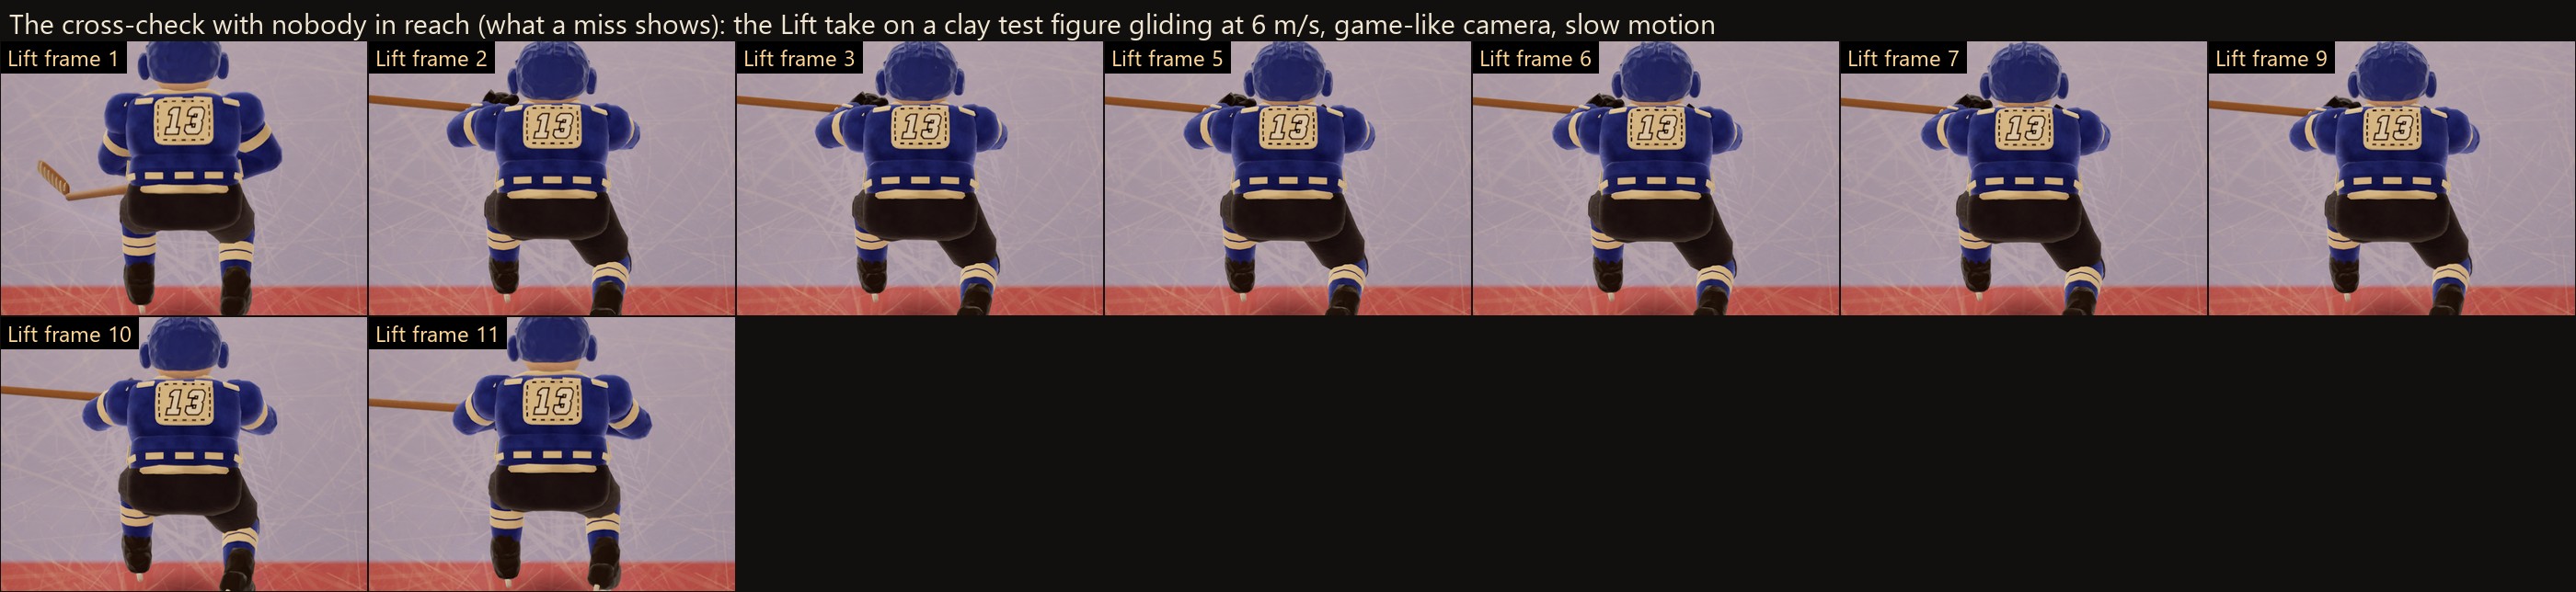 The cross-check with nobody in reach (what a miss shows): the Lift take on a clay test figure gliding at 6 m/s, game-like camera, slow motion
Lift frame 1
Lift frame 2
Lift frame 3
Lift frame 5
Lift frame 6
Lift frame 7
Lift frame 9
13
13
13
13
13
13
13
Lift frame 10
Lift frame 11
13
13